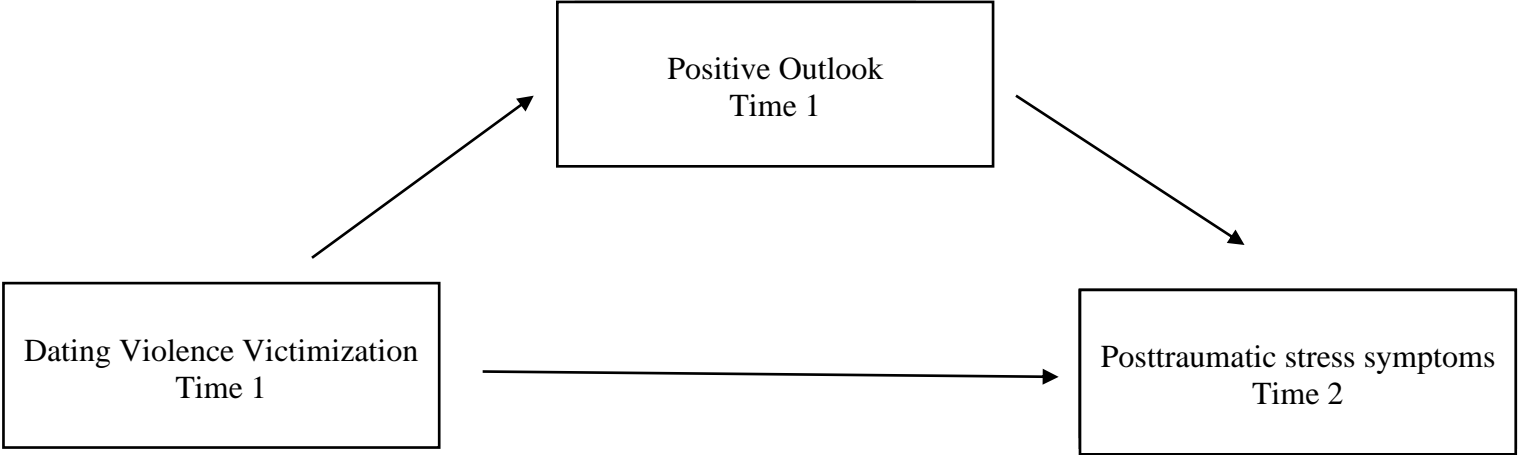 Positive Outlook
Time 1
Dating Violence Victimization
Time 1
Posttraumatic stress symptoms
Time 2